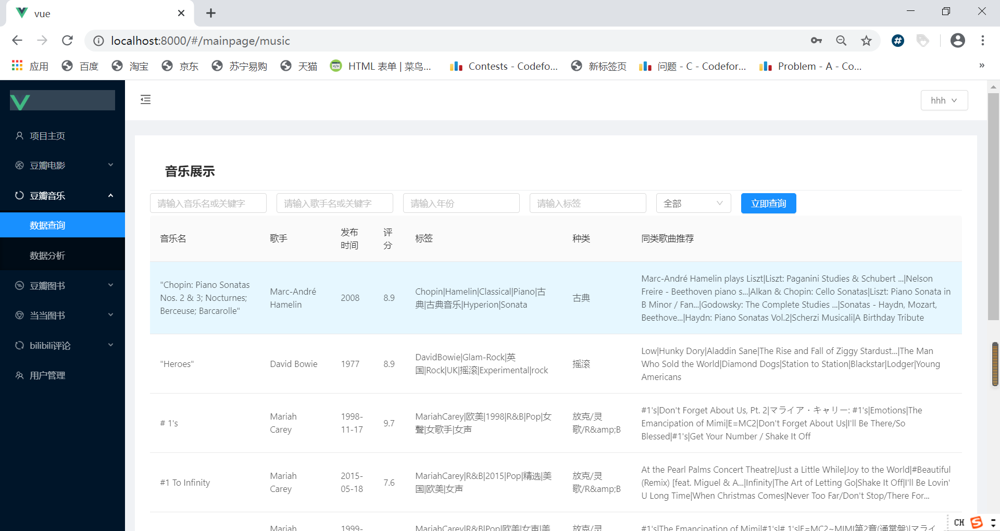 vue
localhost:8000/#/mainpage/music
应用 百度 淘宝 京东 苏宁易购 天猫 HTML 表单 | 菜鸟... Contests - Codefo... 新标签页 问题 - C - Codefor... Problem - A - Co... »
hhh
项目主页
豆瓣电影
豆瓣音乐
数据查询
数据分析
豆瓣图书
当当图书
bilibili评论
用户管理
音乐展示
请输入音乐名或关键字 请输入歌手名或关键字 请输入年份 请输入标签 全部 立即查询
音乐名
歌手
发布
时间
评
分
标签
种类
同类歌曲推荐
"Chopin: Piano Sonatas
Nos. 2 & 3; Nocturnes;
Berceuse; Barcarolle"
Marc-André
Hamelin
2008
8.9
Chopin|Hamelin|Classical|Piano|古
典|古典音乐|Hyperion|Sonata
古典
Marc-André Hamelin plays Liszt|Liszt: Paganini Studies & Schubert ...|Nelson
Freire - Beethoven piano s...|Alkan & Chopin: Cello Sonatas|Liszt: Piano Sonata in
B Minor / Fan...|Godowsky: The Complete Studies ...|Sonatas - Haydn, Mozart,
Beethove...|Haydn: Piano Sonatas Vol.2|Scherzi Musicali|A Birthday Tribute
"Heroes"
David Bowie
1977
8.9
DavidBowie|Glam-Rock|英
国|Rock|UK|摇滚|Experimental|rock
摇滚
Low|Hunky Dory|Aladdin Sane|The Rise and Fall of Ziggy Stardust...|The Man
Who Sold the World|Diamond Dogs|Station to Station|Blackstar|Lodger|Young
Americans
# 1's
Mariah
Carey
1998-
11-17
9.7
MariahCarey|欧美|1998|R&B|Pop|女
聲|女歌手|女声
放克/灵
歌/R&amp;B
#1's|Don't Forget About Us, Pt. 2|マライア・キャリー: #1's|Emotions|The
Emancipation of Mimi|E=MC2|Don't Forget About Us|I'll Be There/So
Blessed|#1's|Get Your Number / Shake It Off
#1 To Infinity
Mariah
Carey
2015-
05-18
7.6
MariahCarey|R&B|2015|Pop|精选|美
国|欧美|女声
放克/灵
歌/R&amp;B
At the Pearl Palms Concert Theatre|Just a Little While|Joy to the World|#Beautiful
(Remix) [feat. Miguel & A...|Infinity|The Art of Letting Go|Shake It Off|I'll Be Lovin'
U Long Time|When Christmas Comes|Never Too Far/Don't Stop/There For...
Mariah
1999-
MariahCarey|R&B|Pop|欧美|女声|美
放克/灵
#1's|The Emancipation of Mimi|#1's|# 1's|E=MC2~MIMI第2章(通常盤)|マライ
CH S